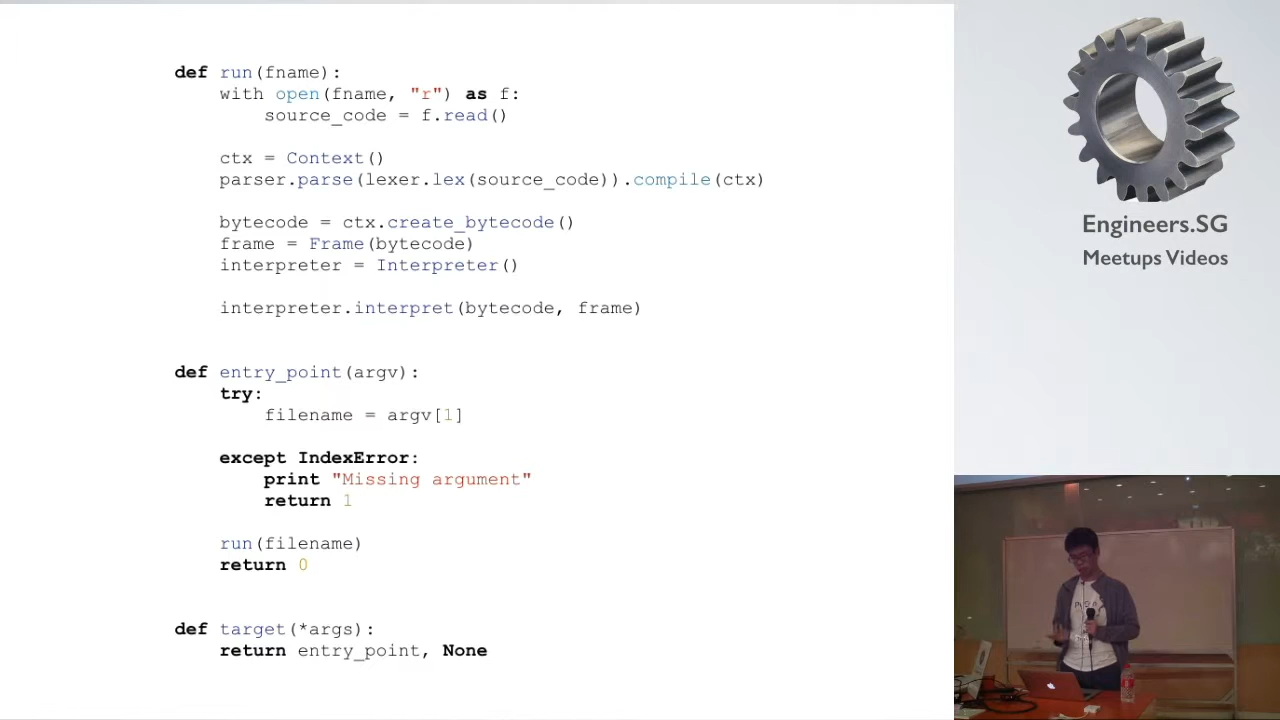 def run(fname):
    with open(fname, "r") as f:
        source_code = f.read()
    ctx = Context()
    parser.parse(lexer.lex(source_code)).compile(ctx)
    bytecode = ctx.create_bytecode()
    frame = Frame(bytecode)
    interpreter = Interpreter()
    interpreter.interpret(bytecode, frame)
def entry_point(argv):
    try:
        filename = argv[1]
    except IndexError:
        print "Missing argument"
        return 1
    run(filename)
    return 0
def target(*args):
    return entry_point, None
Engineers.SG
Meetups Videos